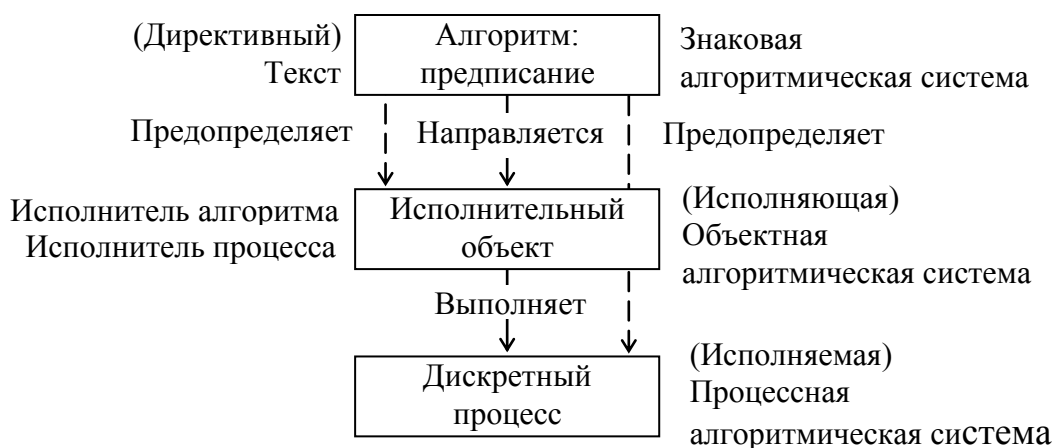 (Директивный)
Текст
Алгоритм:
предписание
Знаковая
алгоритмическая система
Предопределяет
Направляется
Предопределяет
Исполнитель алгоритма
Исполнитель процесса
Исполнительный
объект
(Исполняющая)
Объектная
алгоритмическая система
Выполняет
Дискретный
процесс
(Исполняемая)
Процессная
алгоритмическая система